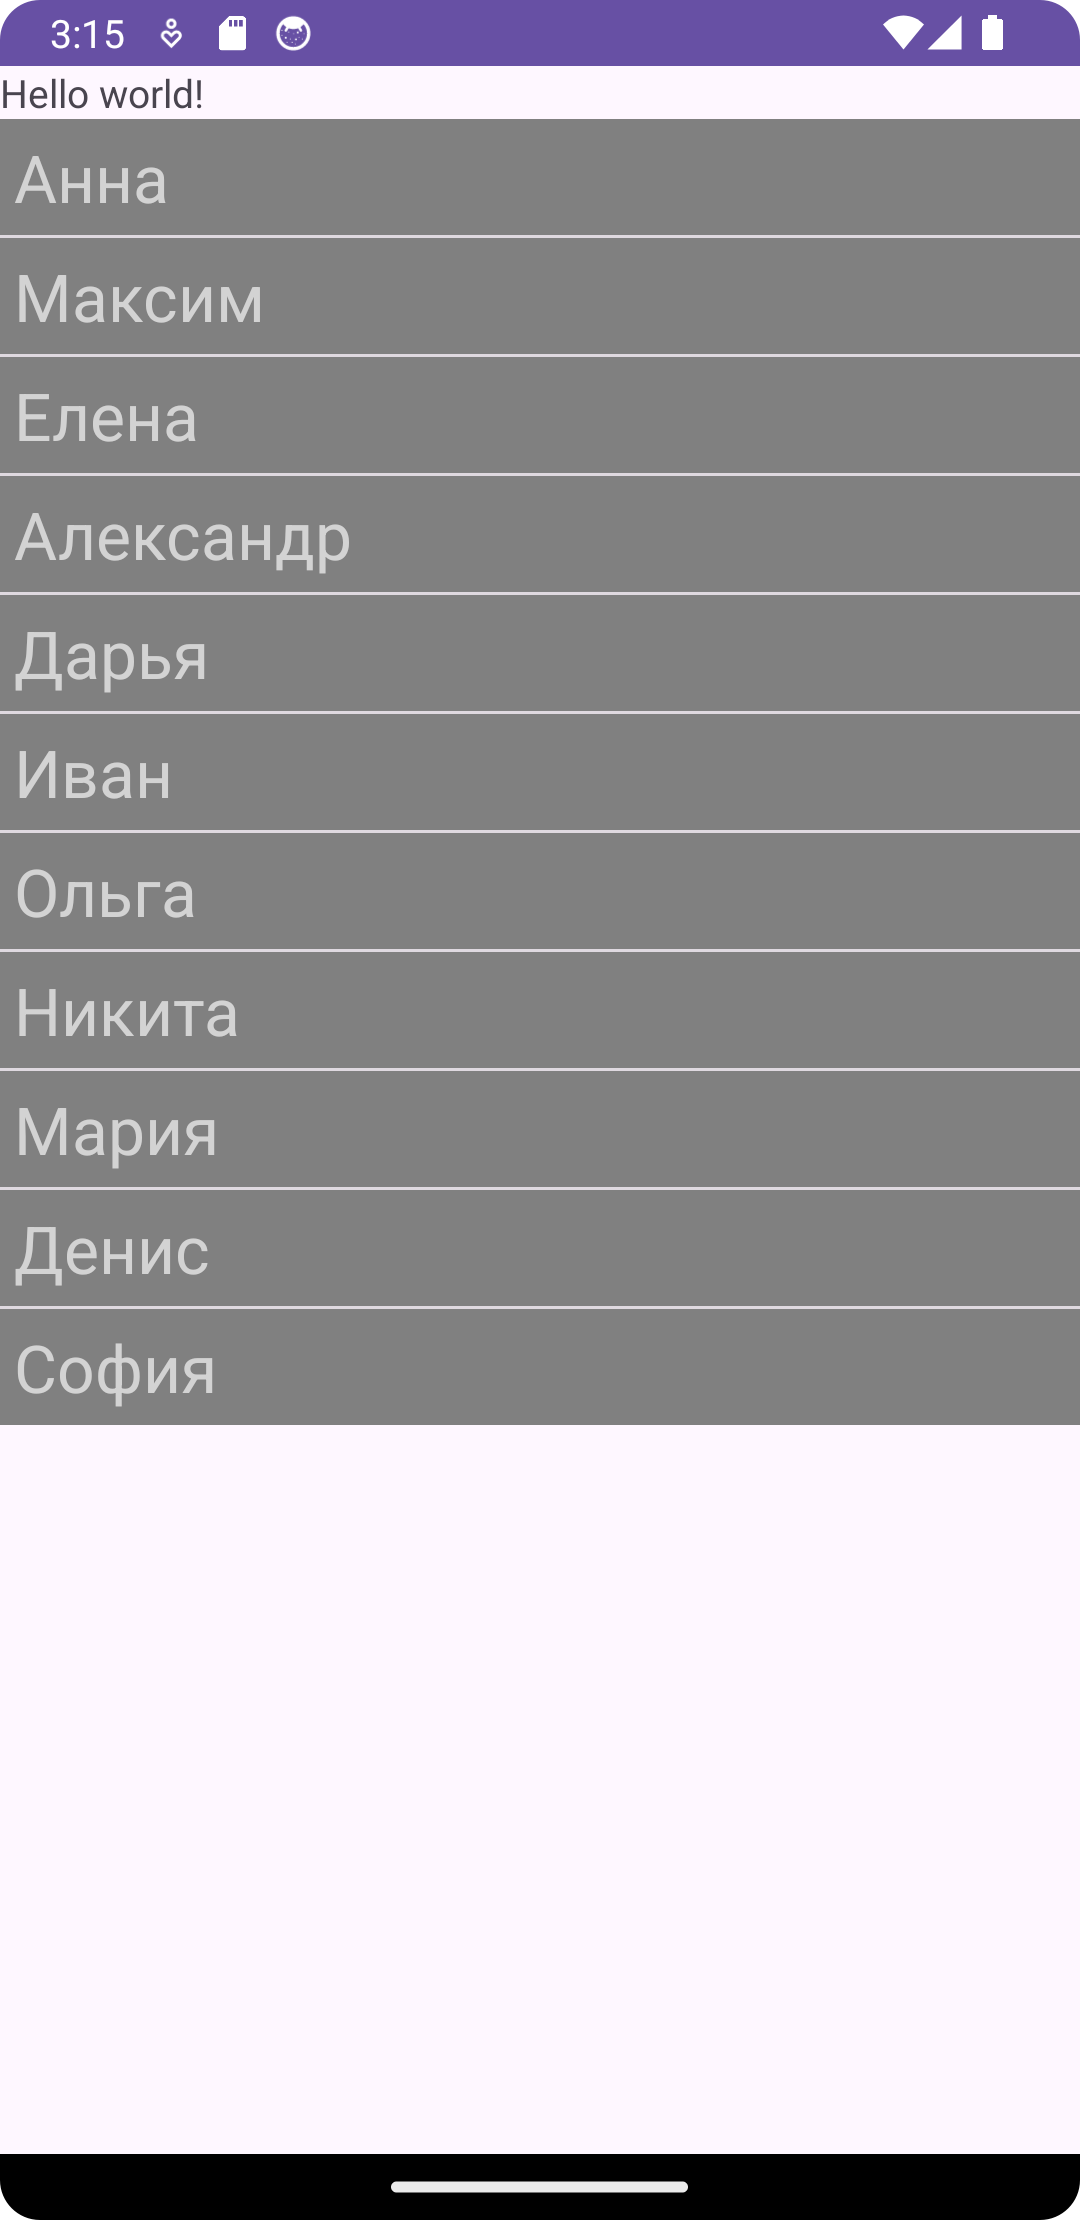 3:15
Hello world!
Анна
Максим
Елена
Александр
Дарья
Иван
Ольга
Никита
Мария
Денис
София